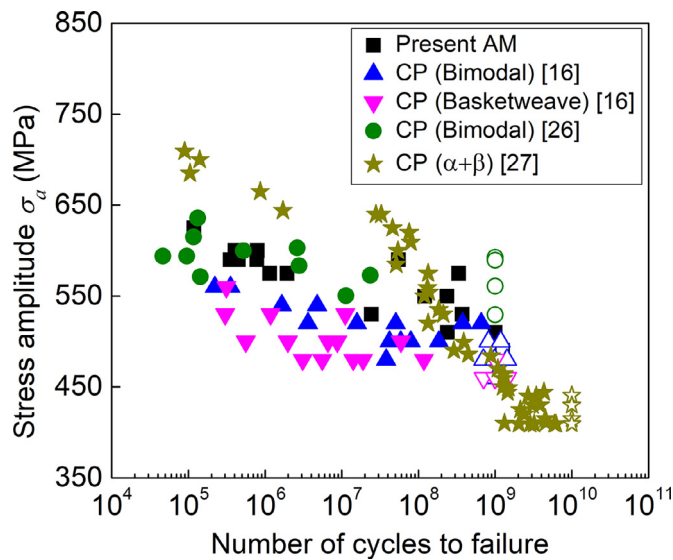 850
750
650
550
450
350
Stress amplitude σa (MPa)
Present AM
CP (Bimodal) [16]
CP (Basketweave) [16]
CP (Bimodal) [26]
CP (α+β) [27]
10^4 10^5 10^6 10^7 10^8 10^9 10^10 10^11
Number of cycles to failure